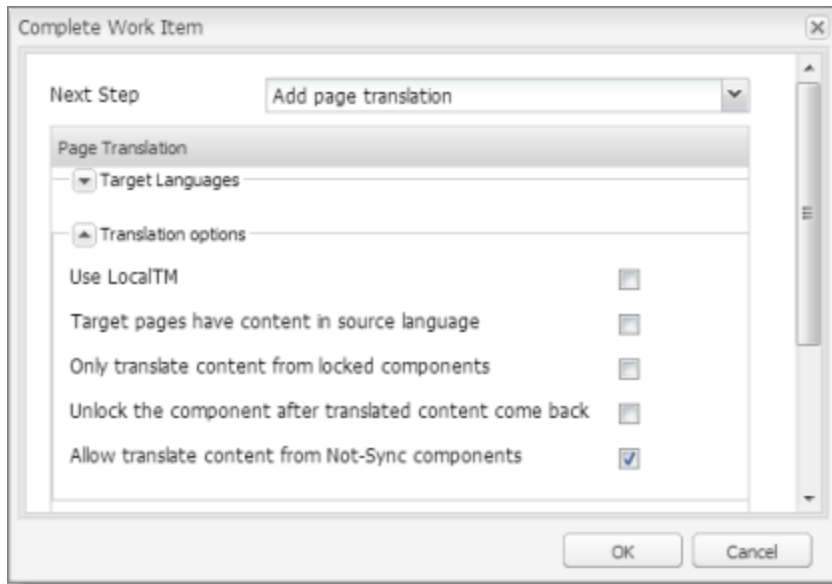 Complete Work Item
Next Step Add page translation
Page Translation
Target Languages
Translation options
Use LocalTM
Target pages have content in source language
Only translate content from locked components
Unlock the component after translated content come back
Allow translate content from Not-Sync components
OK Cancel